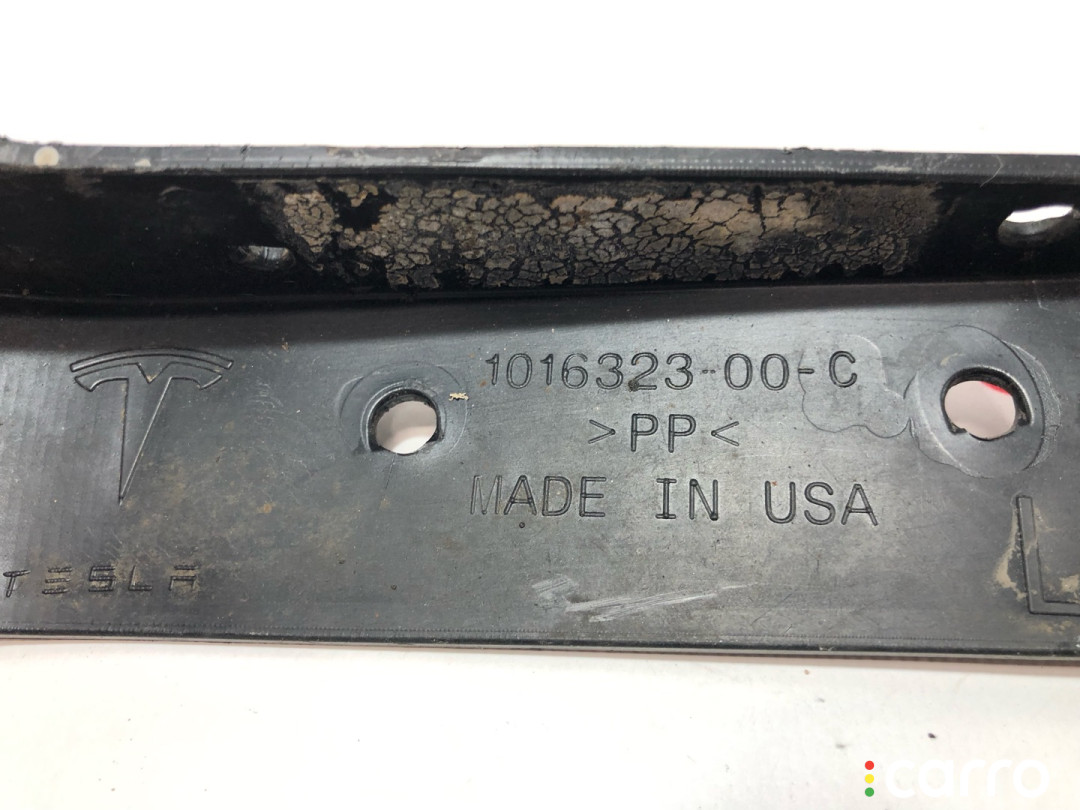 1016323-00-C
>PP<
MADE IN USA
L
TESLA
carro